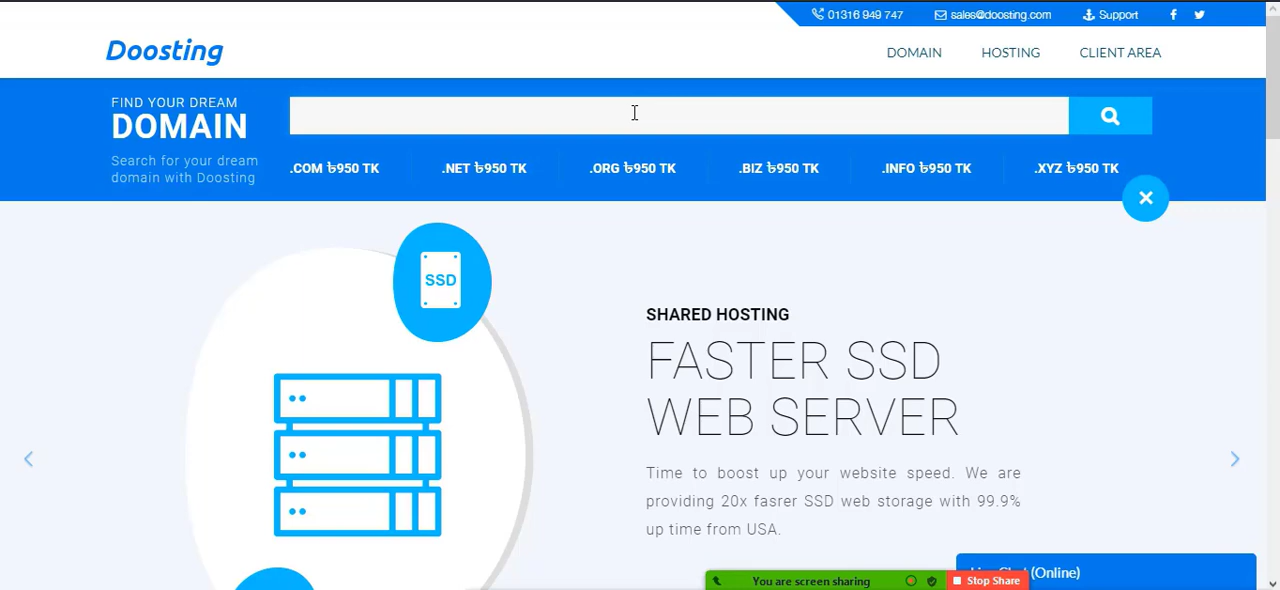 01316 949 747 sales@doosting.com Support
Doosting
DOMAIN HOSTING CLIENT AREA
FIND YOUR DREAM
DOMAIN
Search for your dream
domain with Doosting
.COM ৳950 TK .NET ৳950 TK .ORG ৳950 TK .BIZ ৳950 TK .INFO ৳950 TK .XYZ ৳950 TK
SSD
SHARED HOSTING
FASTER SSD
WEB SERVER
Time to boost up your website speed. We are
providing 20x fasrer SSD web storage with 99.9%
up time from USA.
Live Chat (Online)
You are screen sharing Stop Share